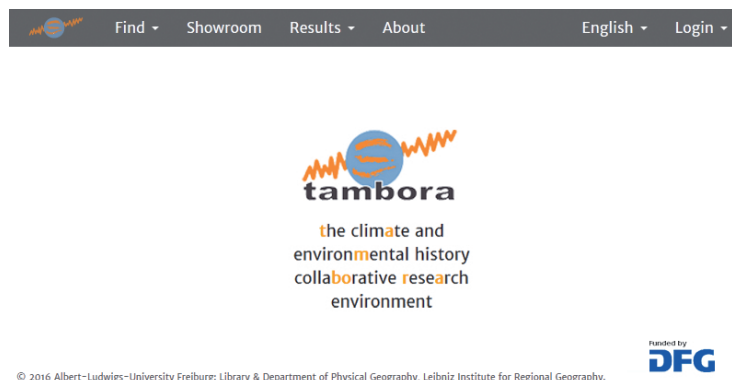 Find Showroom Results About English Login
tambora
the climate and
environmental history
collaborative research
environment
Funded by
DFG
© 2016 Albert-Ludwigs-University Freiburg: Library & Department of Physical Geography, Leibniz Institute for Regional Geography.